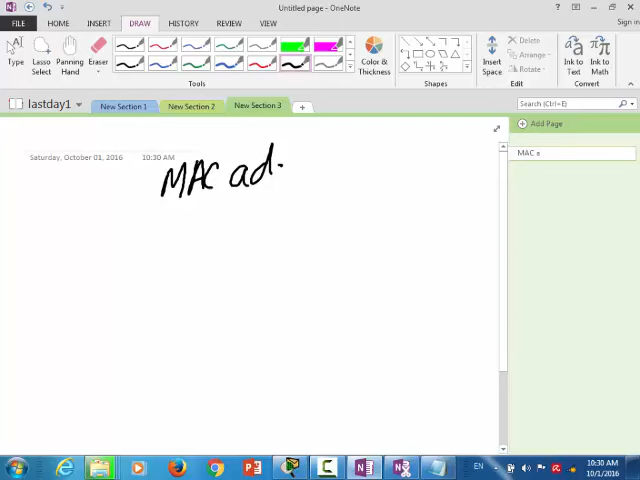 Untitled page - OneNote
FILE HOME INSERT DRAW HISTORY REVIEW VIEW
Sign in
Type
Lasso Select
Panning Hand
Eraser
Color & Thickness
Insert Space
Delete
Arrange
Rotate
Ink to Text
Ink to Math
Tools
Shapes
Edit
Convert
lastday1 New Section 1 New Section 2 New Section 3
Search (Ctrl+E)
Add Page
MAC a
Saturday, October 01, 2016 10:30 AM
MAC ad.
EN
10:30 AM
10/1/2016